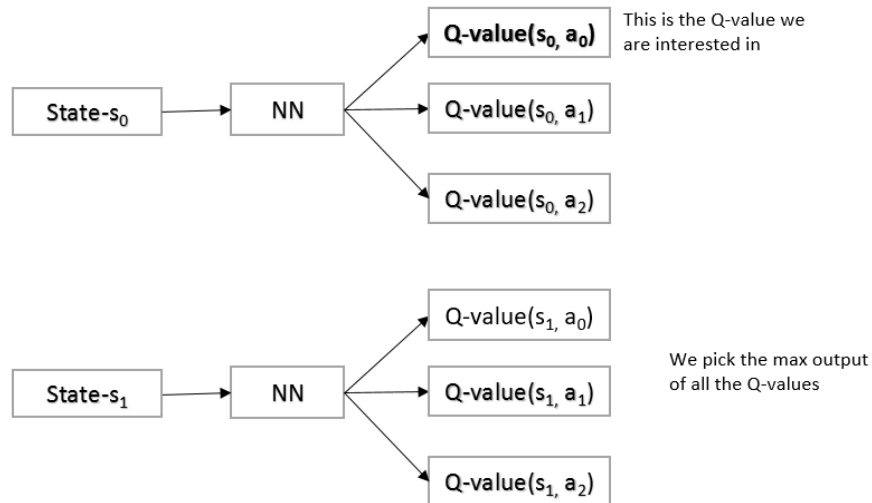 Q-value(s₀, a₀)
This is the Q-value we
are interested in
State-s₀
NN
Q-value(s₀, a₁)
Q-value(s₀, a₂)
Q-value(s₁, a₀)
We pick the max output
of all the Q-values
State-s₁
NN
Q-value(s₁, a₁)
Q-value(s₁, a₂)